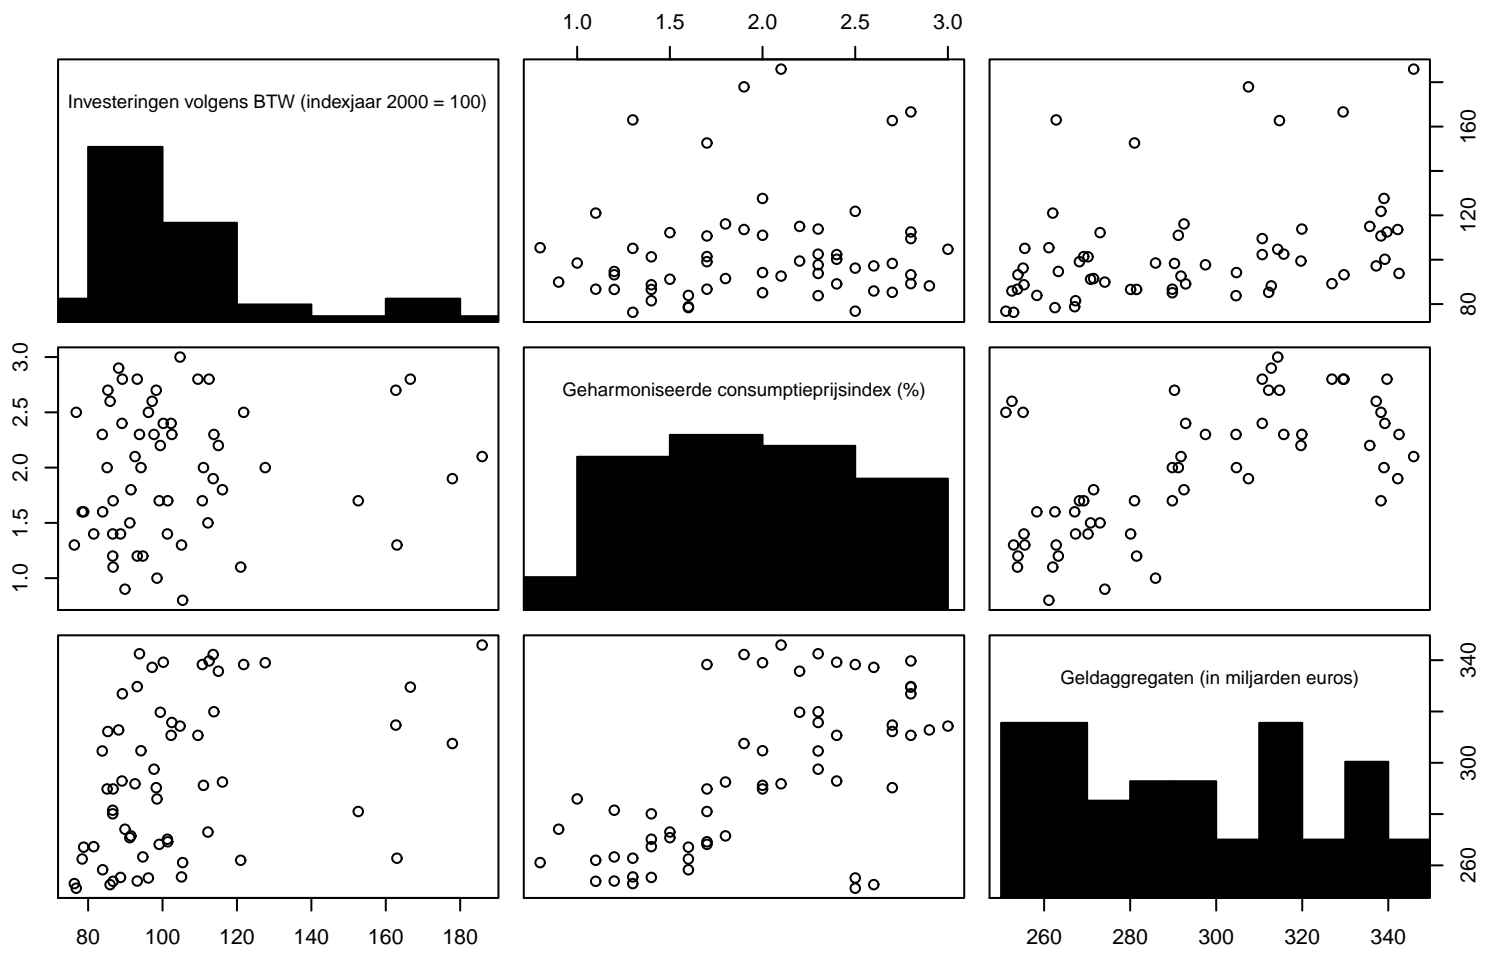 1.0 1.5 2.0 2.5 3.0
Investeringen volgens BTW (indexjaar 2000 = 100)
80 120 160
1.0 1.5 2.0 2.5 3.0
Geharmoniseerde consumptieprijsindex (%)
Geldaggregaten (in miljarden euros)
260 300 340
80 100 120 140 160 180
260 280 300 320 340